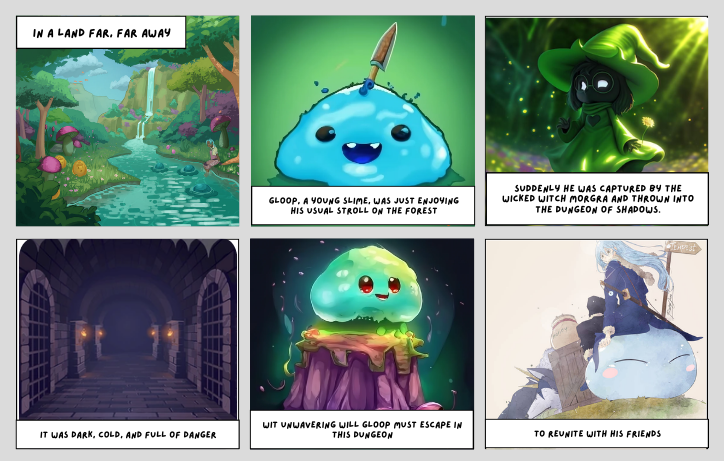 IN A LAND FAR, FAR AWAY
GLOOP, A YOUNG SLIME, WAS JUST ENJOYING
HIS USUAL STROLL ON THE FOREST
SUDDENLY HE WAS CAPTURED BY THE
WICKED WITCH MORGRA AND THROWN INTO
THE DUNGEON OF SHADOWS.
IT WAS DARK, COLD, AND FULL OF DANGER
WIT UNWAVERING WILL GLOOP MUST ESCAPE IN
THIS DUNGEON
TO REUNITE WITH HIS FRIENDS